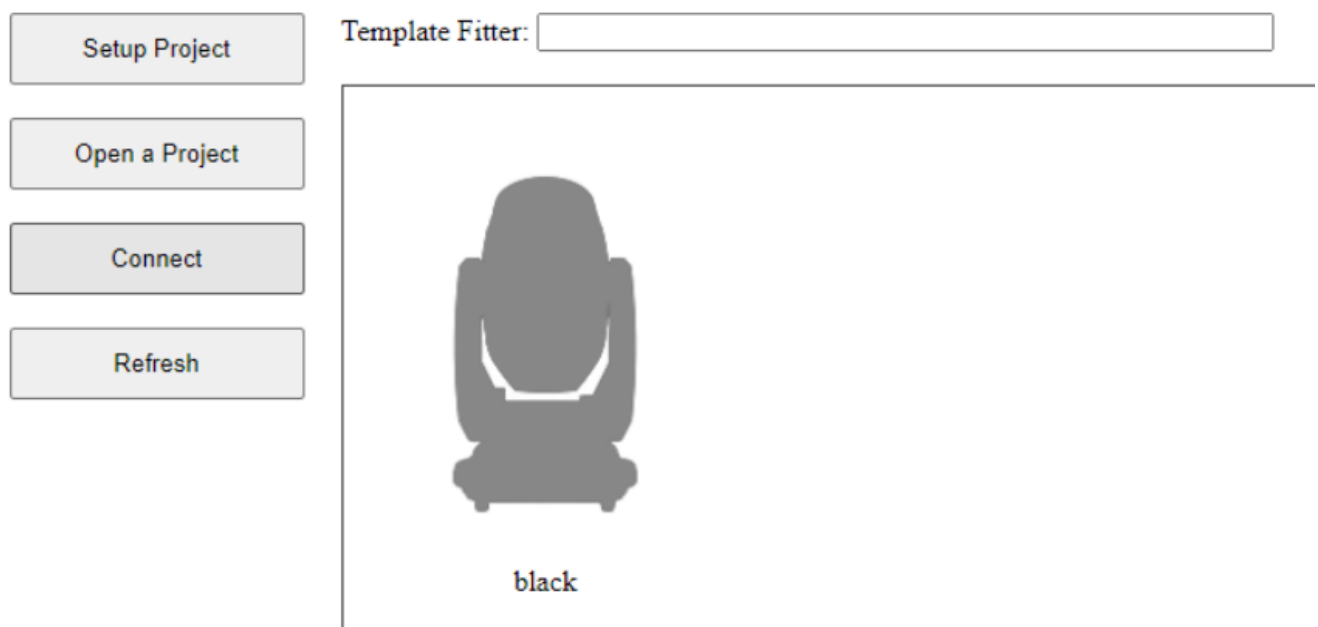 Setup Project
Open a Project
Connect
Refresh
Template Fitter:
black